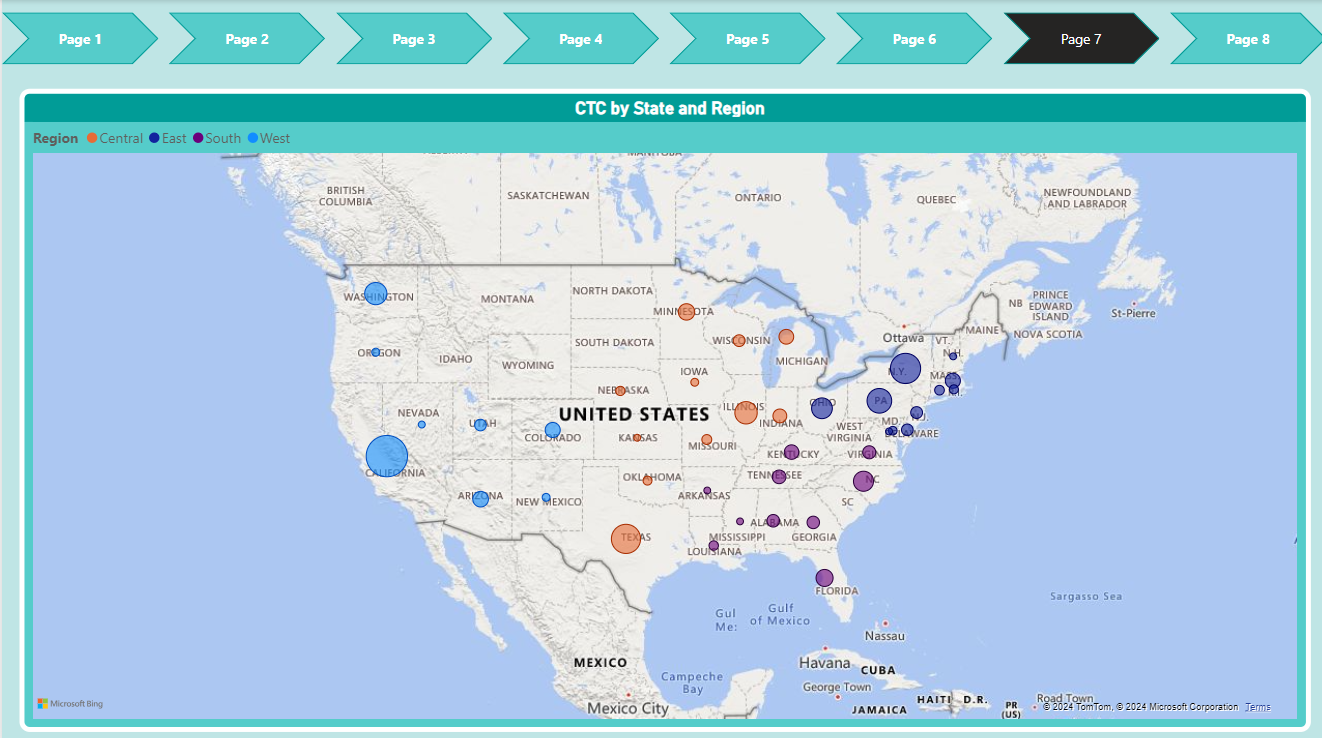 Page 1
Page 2
Page 3
Page 4
Page 5
Page 6
Page 7
Page 8
CTC by State and Region
Region Central East South West
MANITOBA
BRITISH
COLUMBIA
SASKATCHEWAN
ONTARIO
QUEBEC
NEWFOUNDLAND
AND LABRADOR
WASHINGTON
MONTANA
NORTH DAKOTA
MINNESOTA
NB
PRINCE
EDWARD
ISLAND
St-Pierre
OREGON
IDAHO
WYOMING
SOUTH DAKOTA
WISCONSIN
MICHIGAN
Ottawa
VT.
N.H.
MAINE
NOVA SCOTIA
IOWA
N.Y.
MASS.
R.I.
NEBRASKA
NEVADA
UTAH
COLORADO
UNITED STATES
KANSAS
MISSOURI
ILLINOIS
INDIANA
OHIO
PA
N.J.
MD.
DELAWARE
WEST
VIRGINIA
VIRGINIA
KENTUCKY
CALIFORNIA
ARIZONA
NEW MEXICO
OKLAHOMA
ARKANSAS
TENNESSEE
NC
SC
TEXAS
LOUISIANA
MISSISSIPPI
ALABAMA
GEORGIA
FLORIDA
Gul
Me:
Gulf
of Mexico
Sargasso Sea
Nassau
MEXICO
Campeche
Bay
Havana
CUBA
George Town
Mexico City
JAMAICA
HAITI
D.R.
PR
(US)
Road Town
Microsoft Bing
© 2024 TomTom, © 2024 Microsoft Corporation Terms